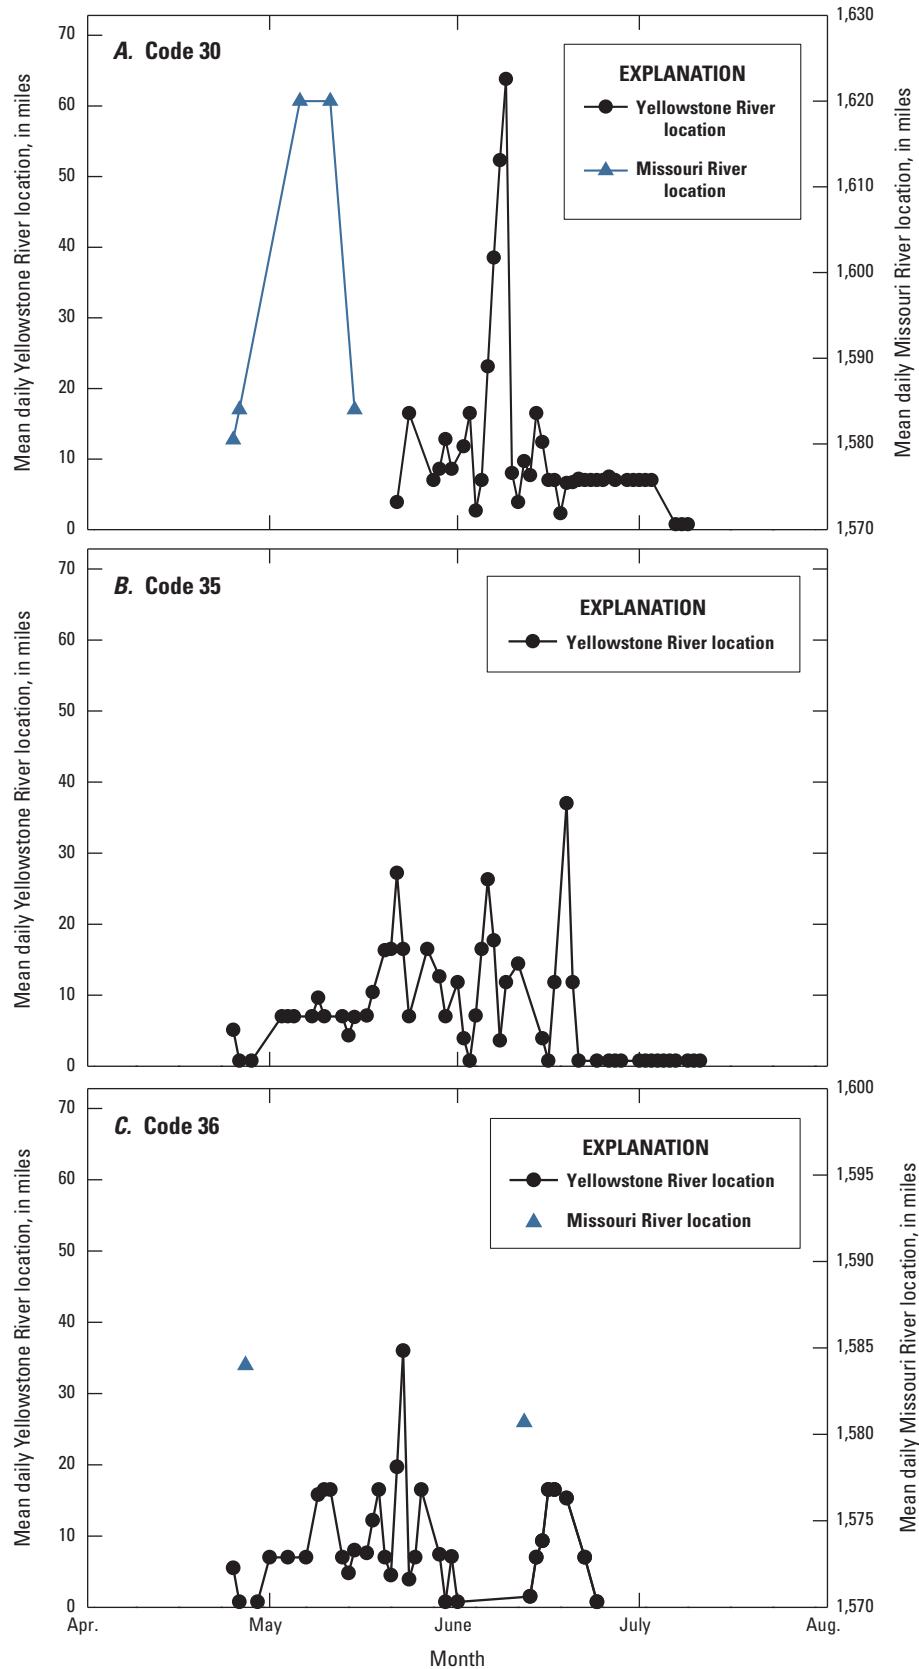 A. Code 30
EXPLANATION
Yellowstone River
location
Missouri River
location
Mean daily Yellowstone River location, in miles
70
60
50
40
30
20
10
0
1,630
1,620
1,610
1,600
1,590
1,580
1,570
Mean daily Missouri River location, in miles
B. Code 35
EXPLANATION
Yellowstone River location
Mean daily Yellowstone River location, in miles
70
60
50
40
30
20
10
0
C. Code 36
EXPLANATION
Yellowstone River location
Missouri River location
Mean daily Yellowstone River location, in miles
70
60
50
40
30
20
10
0
1,600
1,595
1,590
1,585
1,580
1,575
1,570
Mean daily Missouri River location, in miles
Apr. May June July Aug.
Month